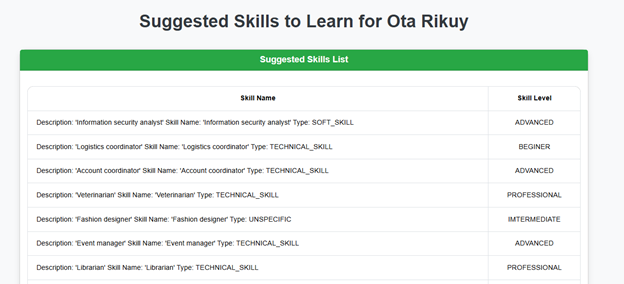 Suggested Skills to Learn for Ota Rikuy
Suggested Skills List
Skill Name Skill Level
Description: 'Information security analyst' Skill Name: 'Information security analyst' Type: SOFT_SKILL ADVANCED
Description: 'Logistics coordinator' Skill Name: 'Logistics coordinator' Type: TECHNICAL_SKILL BEGINER
Description: 'Account coordinator' Skill Name: 'Account coordinator' Type: TECHNICAL_SKILL ADVANCED
Description: 'Veterinarian' Skill Name: 'Veterinarian' Type: TECHNICAL_SKILL PROFESSIONAL
Description: 'Fashion designer' Skill Name: 'Fashion designer' Type: UNSPECIFIC IMTERMEDIATE
Description: 'Event manager' Skill Name: 'Event manager' Type: TECHNICAL_SKILL ADVANCED
Description: 'Librarian' Skill Name: 'Librarian' Type: TECHNICAL_SKILL PROFESSIONAL